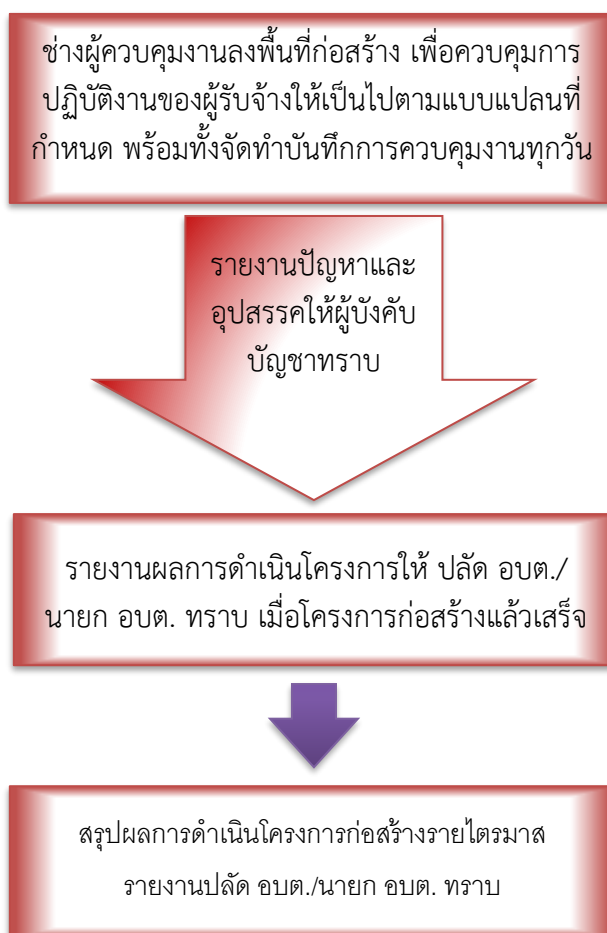 ช่างผู้ควบคุมงานลงพื้นที่ก่อสร้าง เพื่อควบคุมการ
ปฏิบัติงานของผู้รับจ้างให้เป็นไปตามแบบแปลนที่
กำหนด พร้อมทั้งจัดทำบันทึกการควบคุมงานทุกวัน
รายงานปัญหาและ
อุปสรรคให้ผู้บังคับ
บัญชาทราบ
รายงานผลการดำเนินโครงการให้ ปลัด อบต./
นายก อบต. ทราบ เมื่อโครงการก่อสร้างแล้วเสร็จ
สรุปผลการดำเนินโครงการก่อสร้างรายไตรมาส
รายงานปลัด อบต./นายก อบต. ทราบ